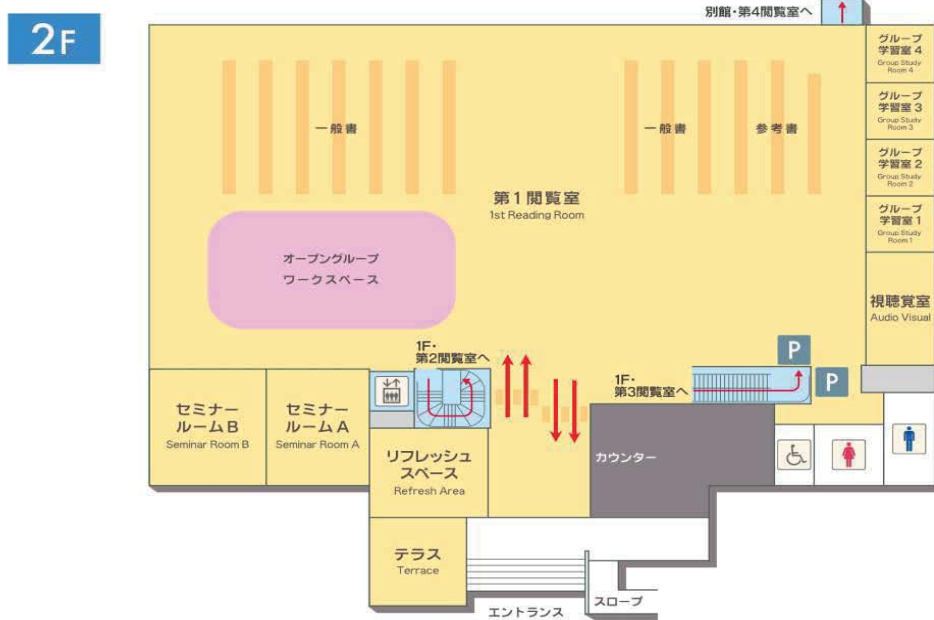 2F
別館・第4閲覧室へ
グループ
学習室 4
Group Study
Room 4
グループ
学習室 3
Group Study
Room 3
グループ
学習室 2
Group Study
Room 2
グループ
学習室 1
Group Study
Room 1
視聴覚室
Audio Visual
一般書
一般書
参考書
第1閲覧室
1st Reading Room
オープングループ
ワークスペース
1F・
第2閲覧室へ
1F・
第3閲覧室へ
P
P
セミナー
ルームB
Seminar Room B
セミナー
ルームA
Seminar Room A
リフレッシュ
スペース
Refresh Area
カウンター
テラス
Terrace
エントランス
スロープ